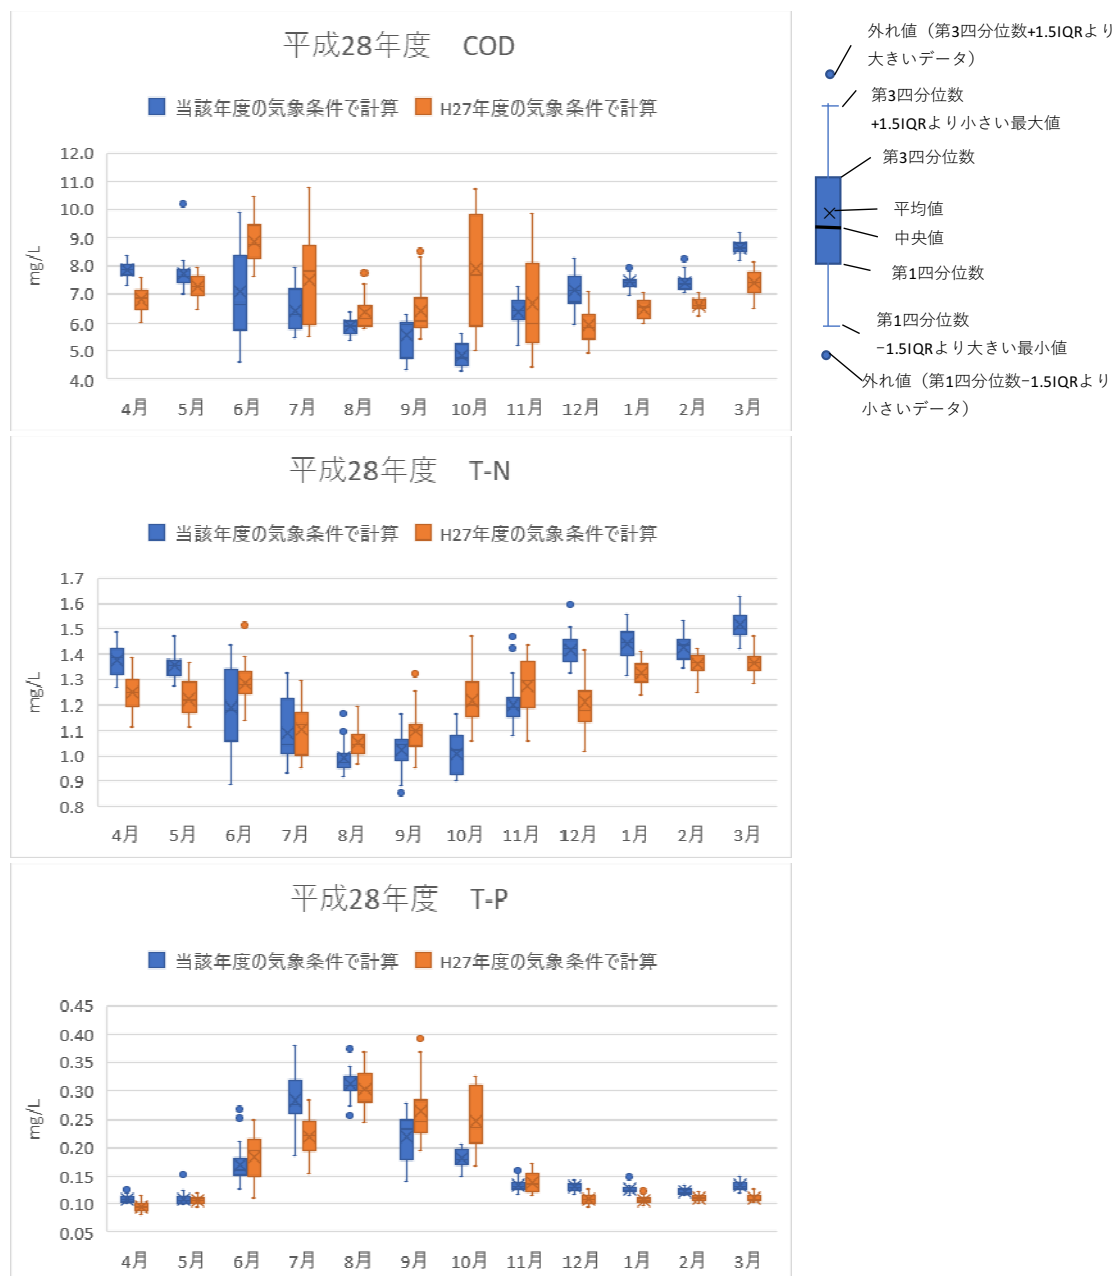 平成28年度　COD
当該年度の気象条件で計算 H27年度の気象条件で計算
mg/L
12.0
11.0
10.0
9.0
8.0
7.0
6.0
5.0
4.0
4月 5月 6月 7月 8月 9月 10月 11月 12月 1月 2月 3月
外れ値（第3四分位数+1.5IQRより
大きいデータ）
第3四分位数
+1.5IQRより小さい最大値
第3四分位数
平均値
中央値
第1四分位数
第1四分位数
−1.5IQRより大きい最小値
外れ値（第1四分位数−1.5IQRより
小さいデータ）
平成28年度　T-N
当該年度の気象条件で計算 H27年度の気象条件で計算
mg/L
1.7
1.6
1.5
1.4
1.3
1.2
1.1
1.0
0.9
0.8
4月 5月 6月 7月 8月 9月 10月 11月 12月 1月 2月 3月
平成28年度　T-P
当該年度の気象条件で計算 H27年度の気象条件で計算
mg/L
0.45
0.40
0.35
0.30
0.25
0.20
0.15
0.10
0.05
4月 5月 6月 7月 8月 9月 10月 11月 12月 1月 2月 3月